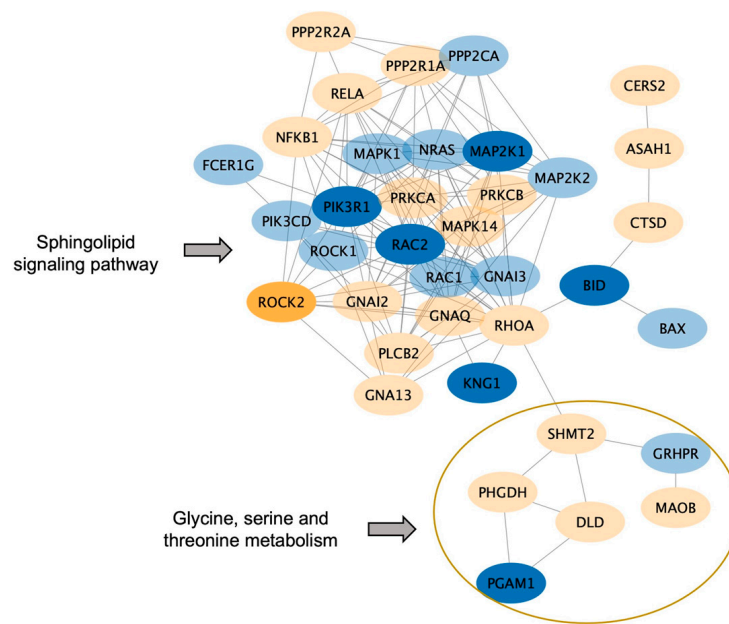 PPP2R2A
PPP2R1A
PPP2CA
RELA
CERS2
NFKB1
MAPK1
NRAS
MAP2K1
ASAH1
FCER1G
MAP2K2
PIK3R1
PRKCA
PRKCB
PIK3CD
MAPK14
CTSD
Sphingolipid
signaling pathway
ROCK1
RAC2
RAC1
GNAI3
BID
ROCK2
GNAI2
GNAQ
RHOA
BAX
PLCB2
KNG1
GNA13
SHMT2
GRHPR
PHGDH
MAOB
Glycine, serine and
threonine metabolism
DLD
PGAM1